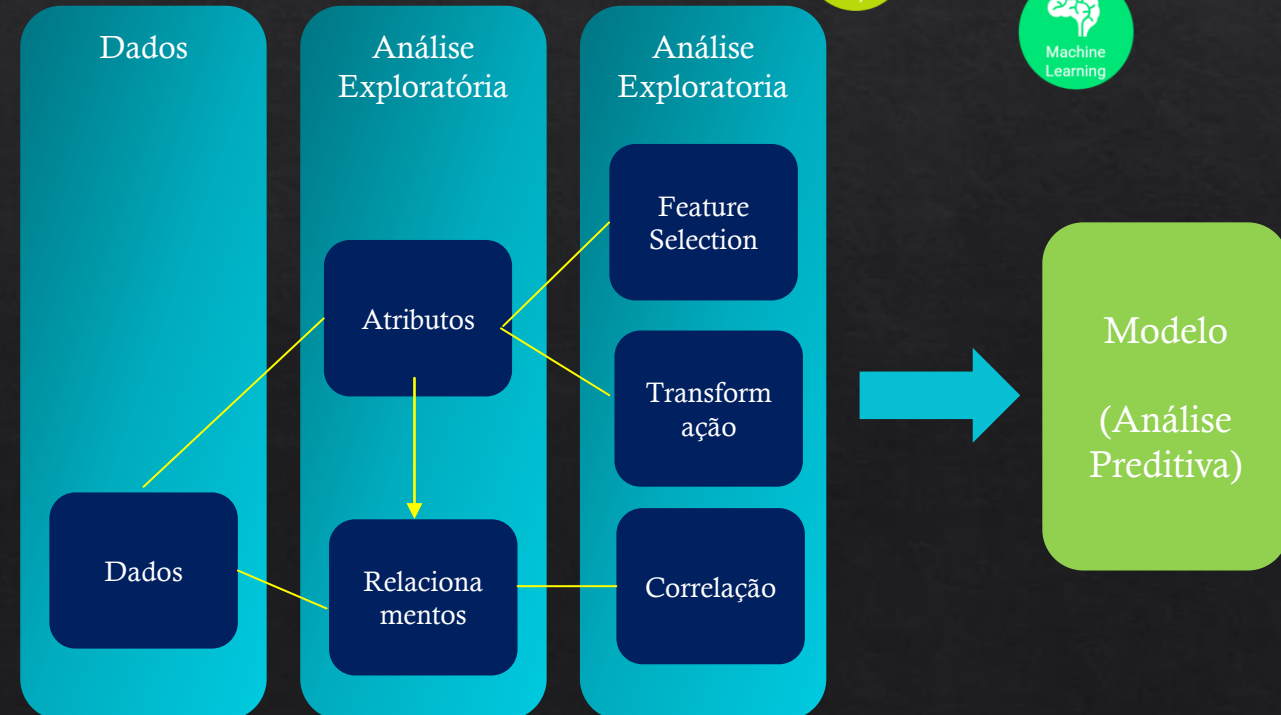 Dados
Análise
Exploratória
Análise
Exploratoria
Machine
Learning
Feature
Selection
Atributos
Transform
ação
Dados
Relaciona
mentos
Correlação
Modelo
(Análise
Preditiva)